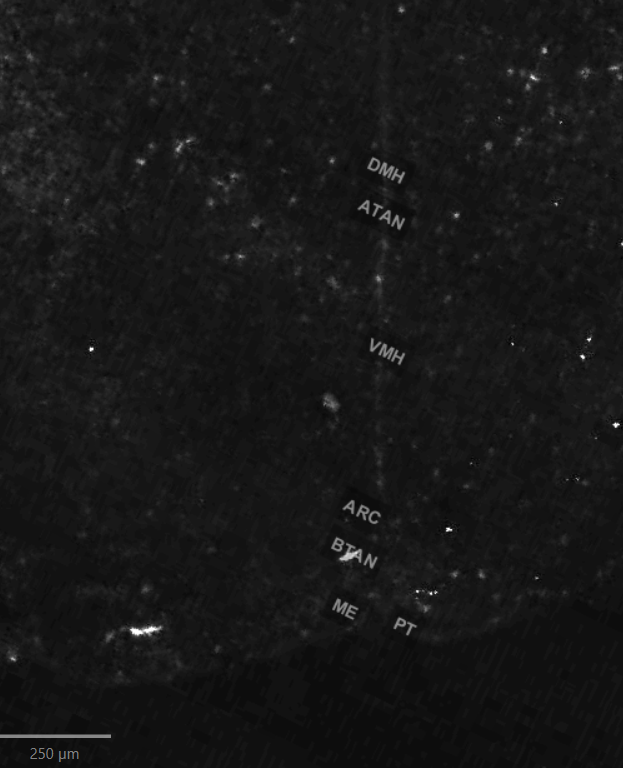 DMH
ATAN
VMH
ARC
BTAN
ME
PT
250 µm